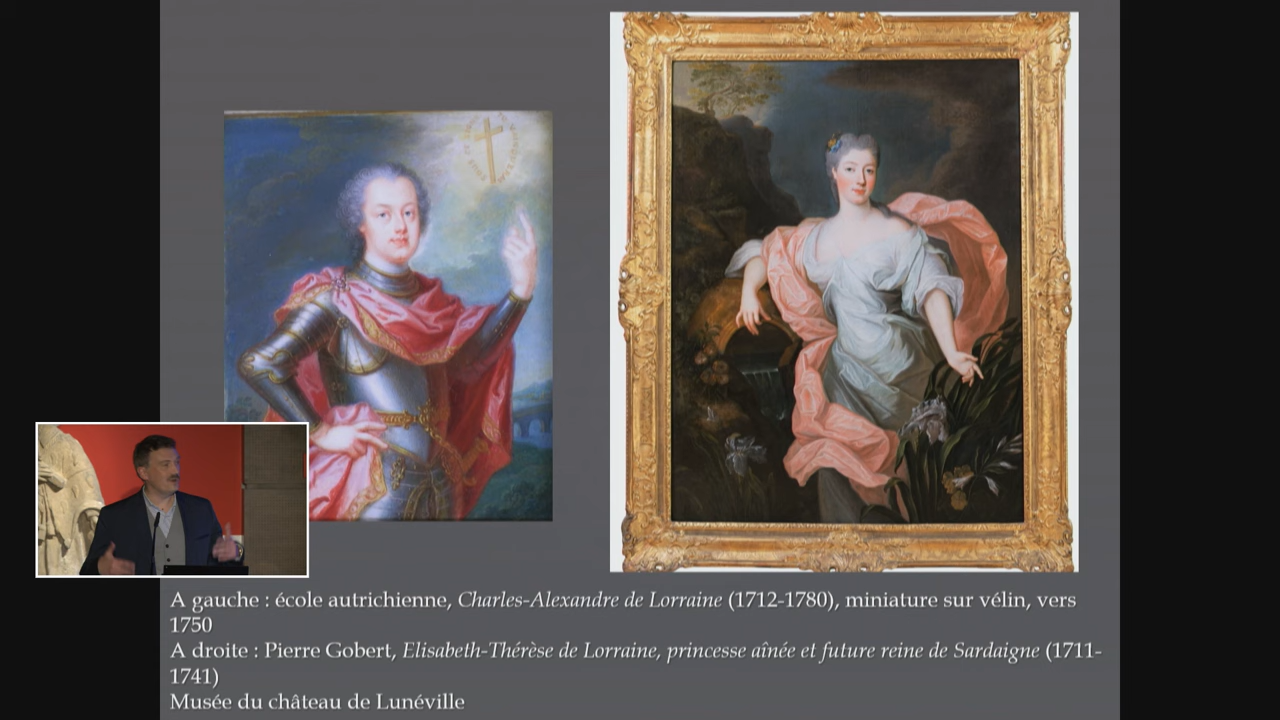 A gauche : école autrichienne, Charles-Alexandre de Lorraine (1712-1780), miniature sur vélin, vers
1750
A droite : Pierre Gobert, Elisabeth-Thérèse de Lorraine, princesse aînée et future reine de Sardaigne (1711-
1741)
Musée du château de Lunéville